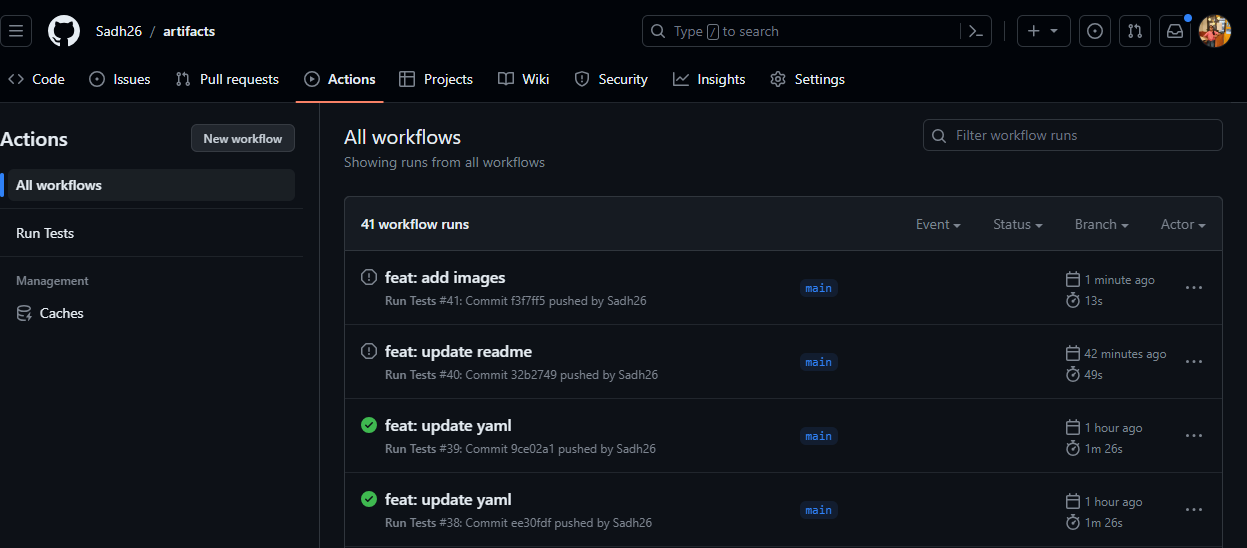 Sadh26 / artifacts
Type / to search
Code
Issues
Pull requests
Actions
Projects
Wiki
Security
Insights
Settings
Actions
New workflow
All workflows
Run Tests
Management
Caches
All workflows
Showing runs from all workflows
Filter workflow runs
41 workflow runs
Event
Status
Branch
Actor
feat: add images
Run Tests #41: Commit f3f7ff5 pushed by Sadh26
main
1 minute ago
13s
feat: update readme
Run Tests #40: Commit 32b2749 pushed by Sadh26
main
42 minutes ago
49s
feat: update yaml
Run Tests #39: Commit 9ce02a1 pushed by Sadh26
main
1 hour ago
1m 26s
feat: update yaml
Run Tests #38: Commit ee30fdf pushed by Sadh26
main
1 hour ago
1m 26s